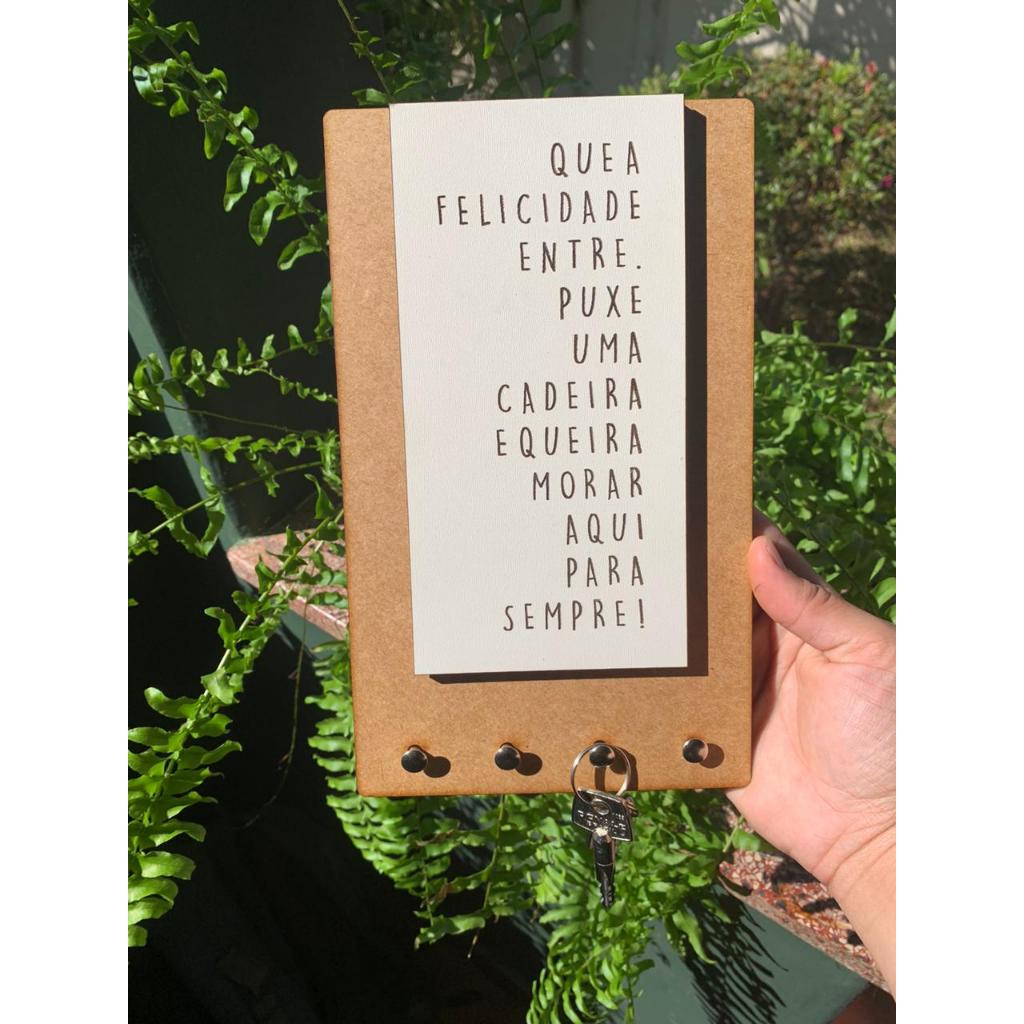 QUE A
FELICIDADE
ENTRE.
PUXE
UMA
CADEIRA
E QUEIRA
MORAR
AQUI
PARA
SEMPRE!